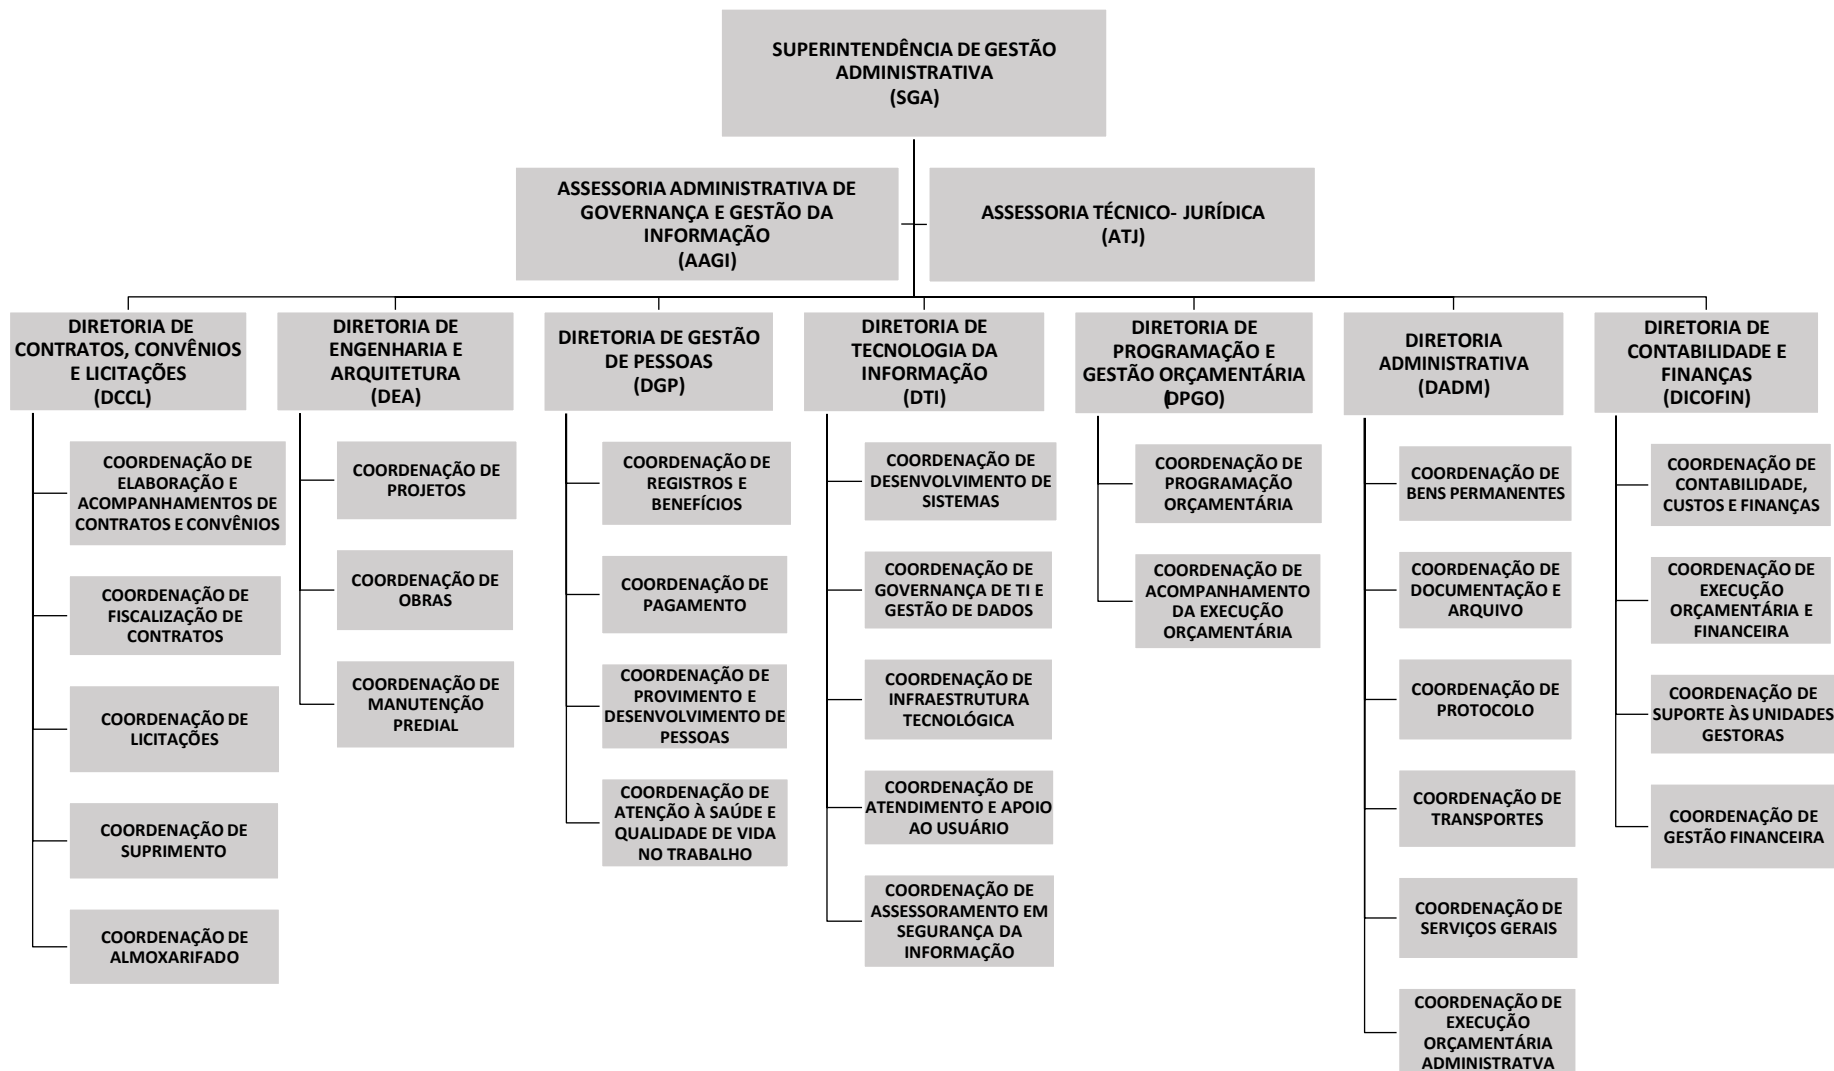 SUPERINTENDÊNCIA DE GESTÃO
ADMINISTRATIVA
(SGA)
ASSESSORIA ADMINISTRATIVA DE
GOVERNANÇA E GESTÃO DA
INFORMAÇÃO
(AAGI)
ASSESSORIA TÉCNICO- JURÍDICA
(ATJ)
DIRETORIA DE
CONTRATOS, CONVÊNIOS
E LICITAÇÕES
(DCCL)
COORDENAÇÃO DE
ELABORAÇÃO E
ACOMPANHAMENTOS DE
CONTRATOS E CONVÊNIOS
COORDENAÇÃO DE
FISCALIZAÇÃO DE
CONTRATOS
COORDENAÇÃO DE
LICITAÇÕES
COORDENAÇÃO DE
SUPRIMENTO
COORDENAÇÃO DE
ALMOXARIFADO
DIRETORIA DE
ENGENHARIA E
ARQUITETURA
(DEA)
COORDENAÇÃO DE
PROJETOS
COORDENAÇÃO DE
OBRAS
COORDENAÇÃO DE
MANUTENÇÃO
PREDIAL
DIRETORIA DE GESTÃO
DE PESSOAS
(DGP)
COORDENAÇÃO DE
REGISTROS E
BENEFÍCIOS
COORDENAÇÃO DE
PAGAMENTO
COORDENAÇÃO DE
PROVIMENTO E
DESENVOLVIMENTO DE
PESSOAS
COORDENAÇÃO DE
ATENÇÃO À SAÚDE E
QUALIDADE DE VIDA
NO TRABALHO
DIRETORIA DE
TECNOLOGIA DA
INFORMAÇÃO
(DTI)
COORDENAÇÃO DE
DESENVOLVIMENTO DE
SISTEMAS
COORDENAÇÃO DE
GOVERNANÇA DE TI E
GESTÃO DE DADOS
COORDENAÇÃO DE
INFRAESTRUTURA
TECNOLÓGICA
COORDENAÇÃO DE
ATENDIMENTO E APOIO
AO USUÁRIO
COORDENAÇÃO DE
ASSESSORAMENTO EM
SEGURANÇA DA
INFORMAÇÃO
DIRETORIA DE
PROGRAMAÇÃO E
GESTÃO ORÇAMENTÁRIA
(DPGO)
COORDENAÇÃO DE
PROGRAMAÇÃO
ORÇAMENTÁRIA
COORDENAÇÃO DE
ACOMPANHAMENTO
DA EXECUÇÃO
ORÇAMENTÁRIA
DIRETORIA
ADMINISTRATIVA
(DADM)
COORDENAÇÃO DE
BENS PERMANENTES
COORDENAÇÃO DE
DOCUMENTAÇÃO E
ARQUIVO
COORDENAÇÃO DE
PROTOCOLO
COORDENAÇÃO DE
TRANSPORTES
COORDENAÇÃO DE
SERVIÇOS GERAIS
COORDENAÇÃO DE
EXECUÇÃO
ORÇAMENTÁRIA
ADMINISTRATVA
DIRETORIA DE
CONTABILIDADE E
FINANÇAS
(DICOFIN)
COORDENAÇÃO DE
CONTABILIDADE,
CUSTOS E FINANÇAS
COORDENAÇÃO DE
EXECUÇÃO
ORÇAMENTÁRIA E
FINANCEIRA
COORDENAÇÃO DE
SUPORTE ÀS UNIDADES
GESTORAS
COORDENAÇÃO DE
GESTÃO FINANCEIRA